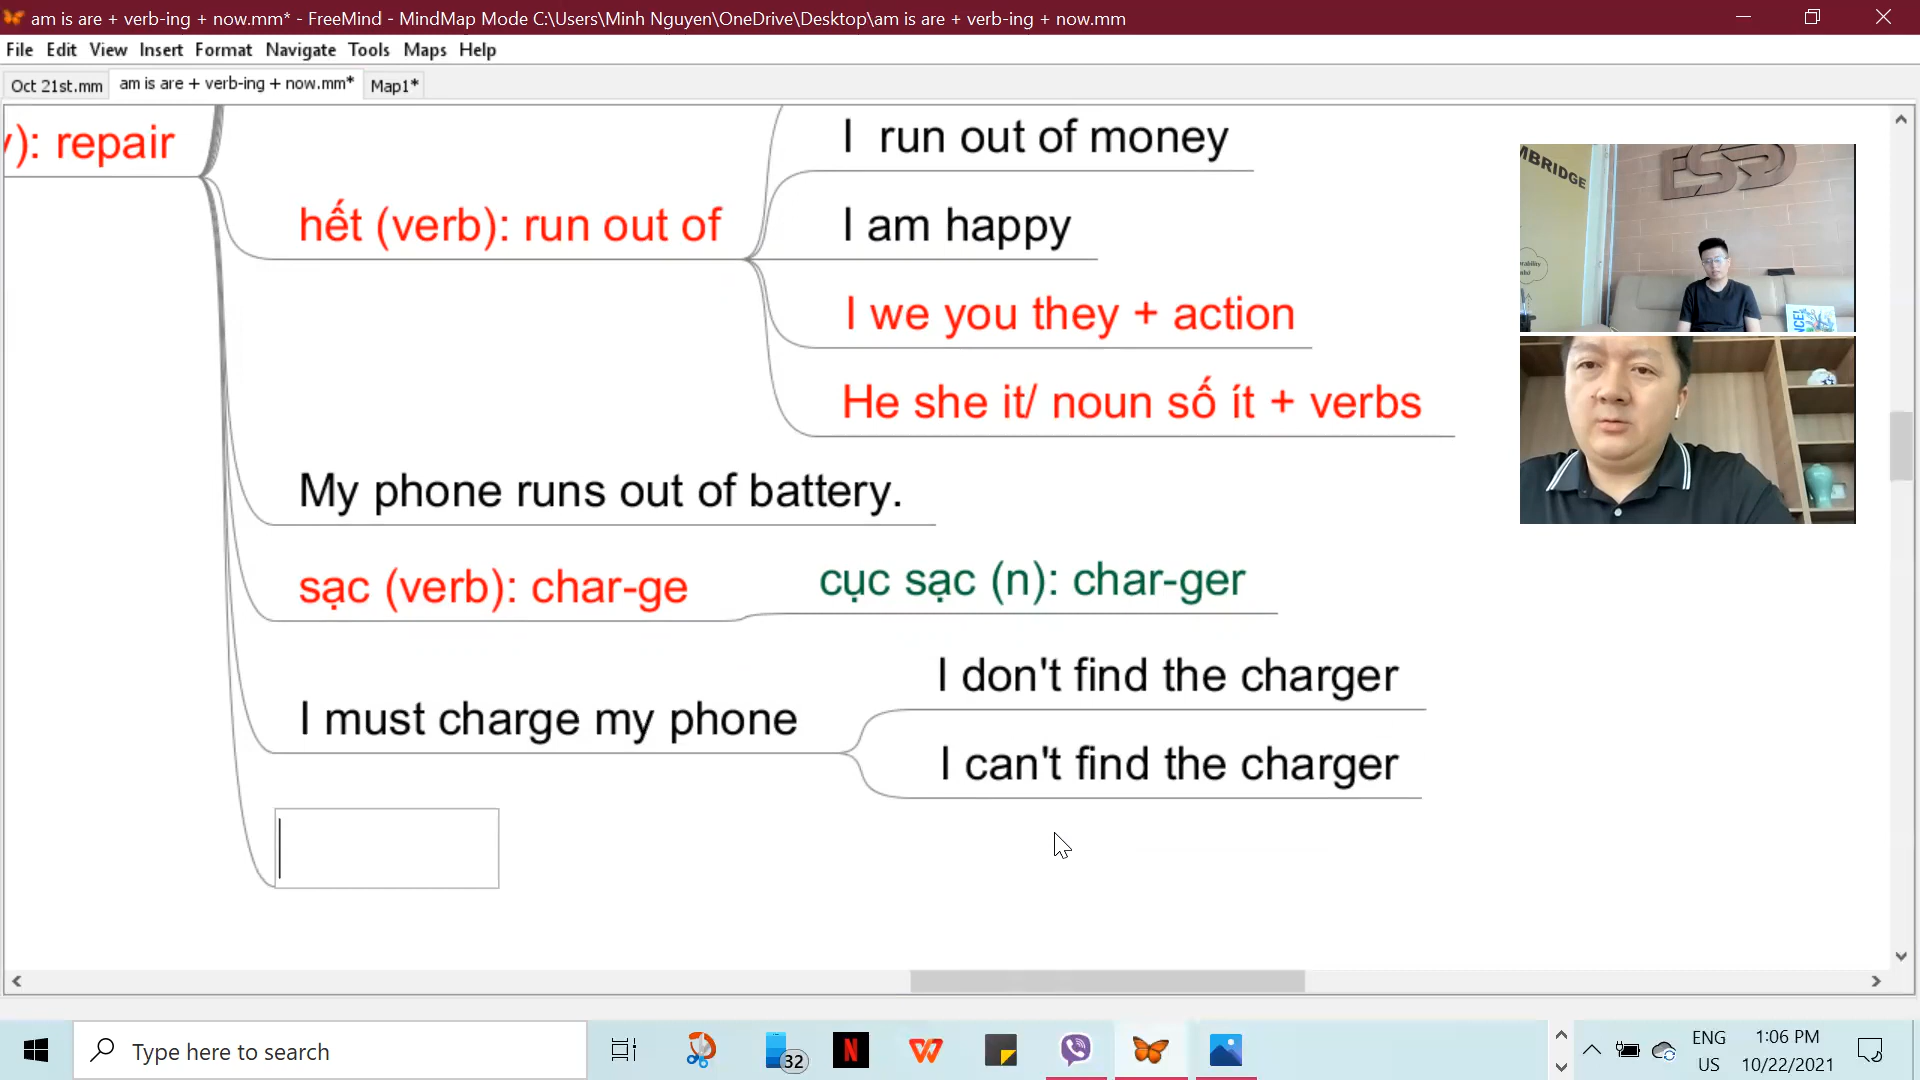 am is are + verb-ing + now.mm* - FreeMind - MindMap Mode C:\Users\Minh Nguyen\OneDrive\Desktop\am is are + verb-ing + now.mm
File Edit View Insert Format Navigate Tools Maps Help
Oct 21st.mm am is are + verb-ing + now.mm* Map1*
): repair
I run out of money
hết (verb): run out of
I am happy
I we you they + action
He she it/ noun số ít + verbs
My phone runs out of battery.
sạc (verb): char-ge
cục sạc (n): char-ger
I must charge my phone
I don't find the charger
I can't find the charger
MBRIDGE
ESD
Type here to search
32
N
W
ENG
US
1:06 PM
10/22/2021